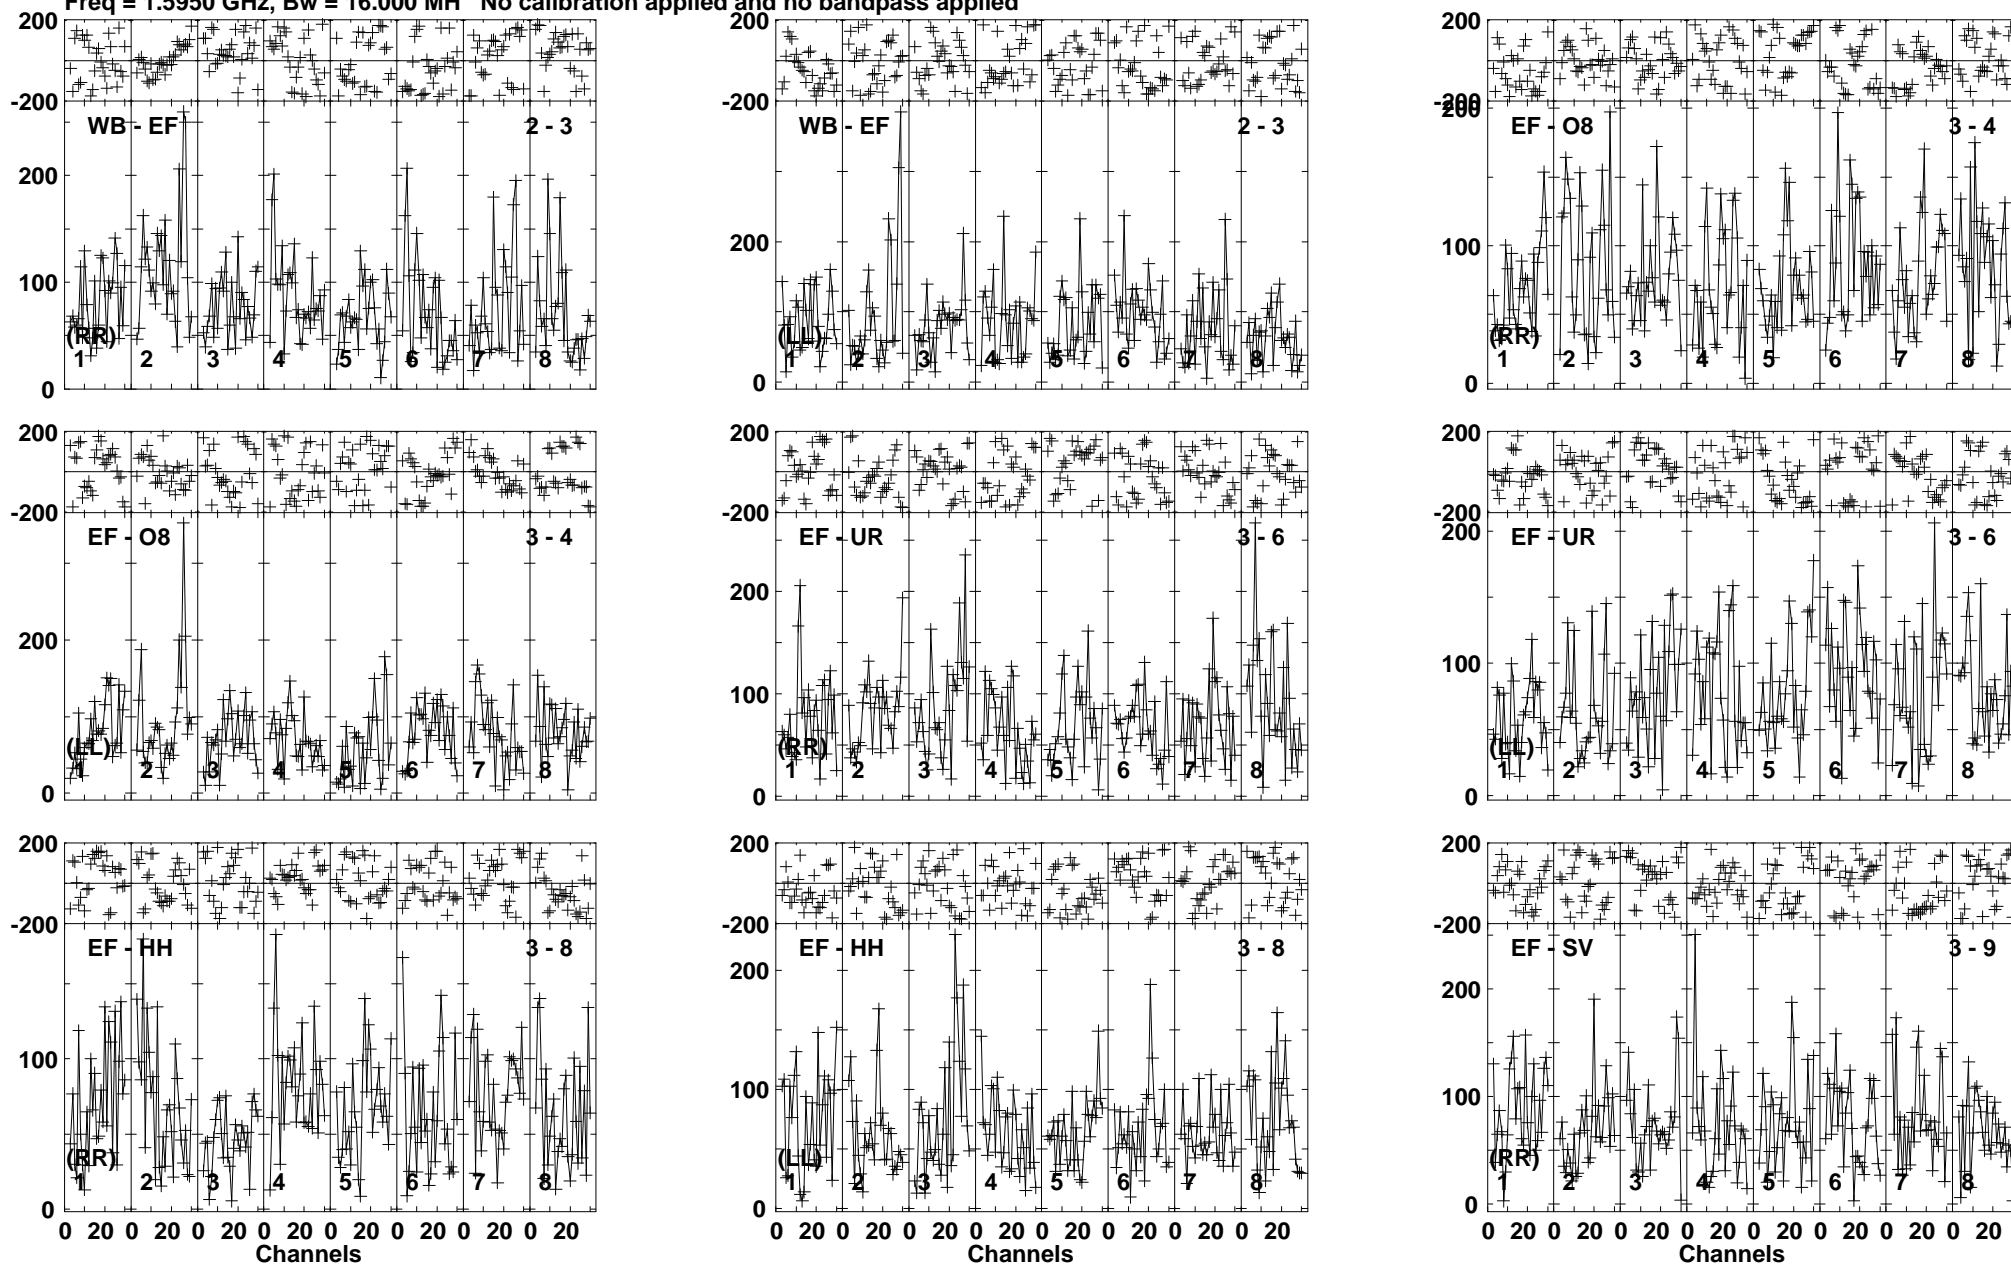 Freq = 1.5950 GHz, Bw = 16.000 MH No calibration applied and no bandpass applied
200 200 200
-200 -200 -200
WB - EF 2 - 3 WB - EF 2 - 3 EF - O8 3 - 4
200
200 200
100 100
(RR) (LL) (RR)
1 2 3 4 5 6 7 8 1 2 3 4 5 6 7 8 1 2 3 4 5 6 7 8
0 0 0
200 200 200
-200 -200 -200
EF - O8 3 - 4 EF - UR 3 - 6 EF - UR 3 - 6
200 200 200
100 100
(LL) (RR) (LL)
1 2 3 4 5 6 7 8 1 2 3 4 5 6 7 8 1 2 3 4 5 6 7 8
0 0 0
200 200 200
-200 -200 -200
EF - HH 3 - 8 EF - HH 3 - 8 EF - SV 3 - 9
200 200
100 100 100
(RR) (LL) (RR)
1 2 3 4 5 6 7 8 1 2 3 4 5 6 7 8 1 2 3 4 5 6 7 8
0 0 0
0 20 0 20 0 20 0 20 0 20 0 20 0 20 0 20 0 20 0 20 0 20 0 20 0 20 0 20 0 20 0 20 0 20 0 20 0 20 0 20 0 20 0 20 0 20 0 20
Channels Channels Channels